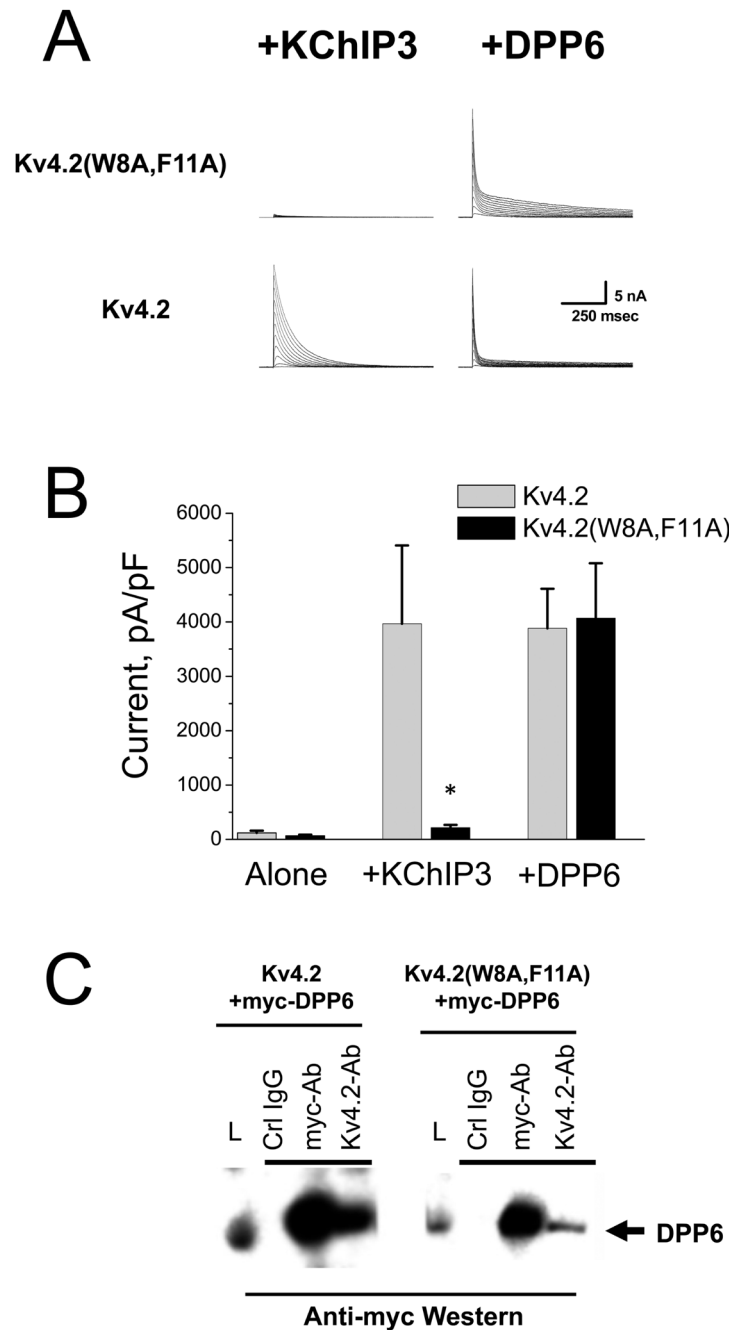 A
+KChIP3 +DPP6
Kv4.2(W8A,F11A)
Kv4.2
5 nA
250 msec
B
Kv4.2
Kv4.2(W8A,F11A)
Current, pA/pF
6000
5000
4000
3000
2000
1000
0
*
Alone +KChIP3 +DPP6
C
Kv4.2 +myc-DPP6
Kv4.2(W8A,F11A) +myc-DPP6
L Crl IgG myc-Ab Kv4.2-Ab
L Crl IgG myc-Ab Kv4.2-Ab
DPP6
Anti-myc Western